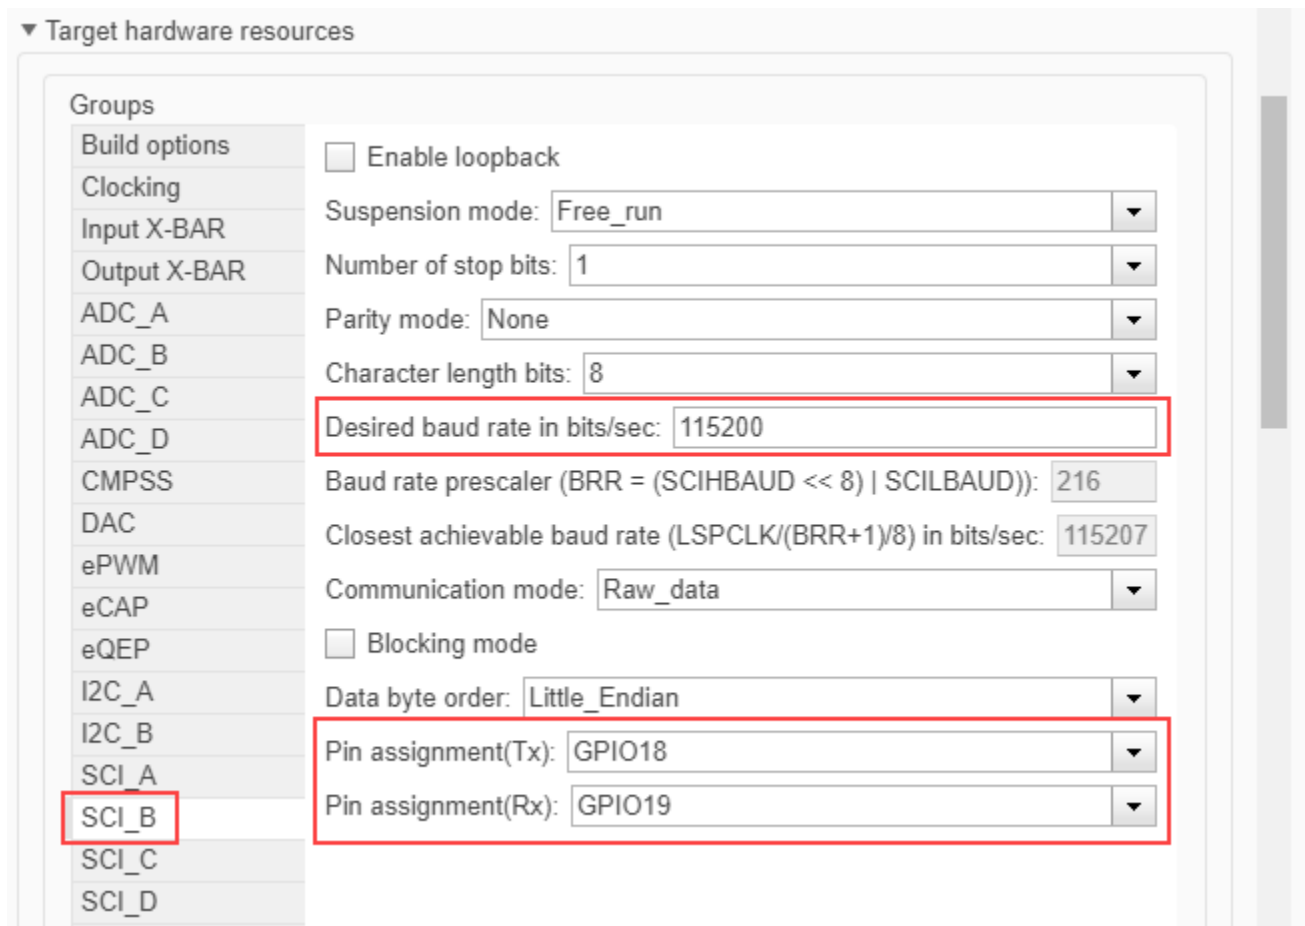 Target hardware resources
Groups
Build options
Clocking
Input X-BAR
Output X-BAR
ADC_A
ADC_B
ADC_C
ADC_D
CMPSS
DAC
ePWM
eCAP
eQEP
I2C_A
I2C_B
SCI_A
SCI_B
SCI_C
SCI_D
Enable loopback
Suspension mode: Free_run
Number of stop bits: 1
Parity mode: None
Character length bits: 8
Desired baud rate in bits/sec: 115200
Baud rate prescaler (BRR = (SCIHBAUD << 8) | SCILBAUD)): 216
Closest achievable baud rate (LSPCLK/(BRR+1)/8) in bits/sec: 115207
Communication mode: Raw_data
Blocking mode
Data byte order: Little_Endian
Pin assignment(Tx): GPIO18
Pin assignment(Rx): GPIO19